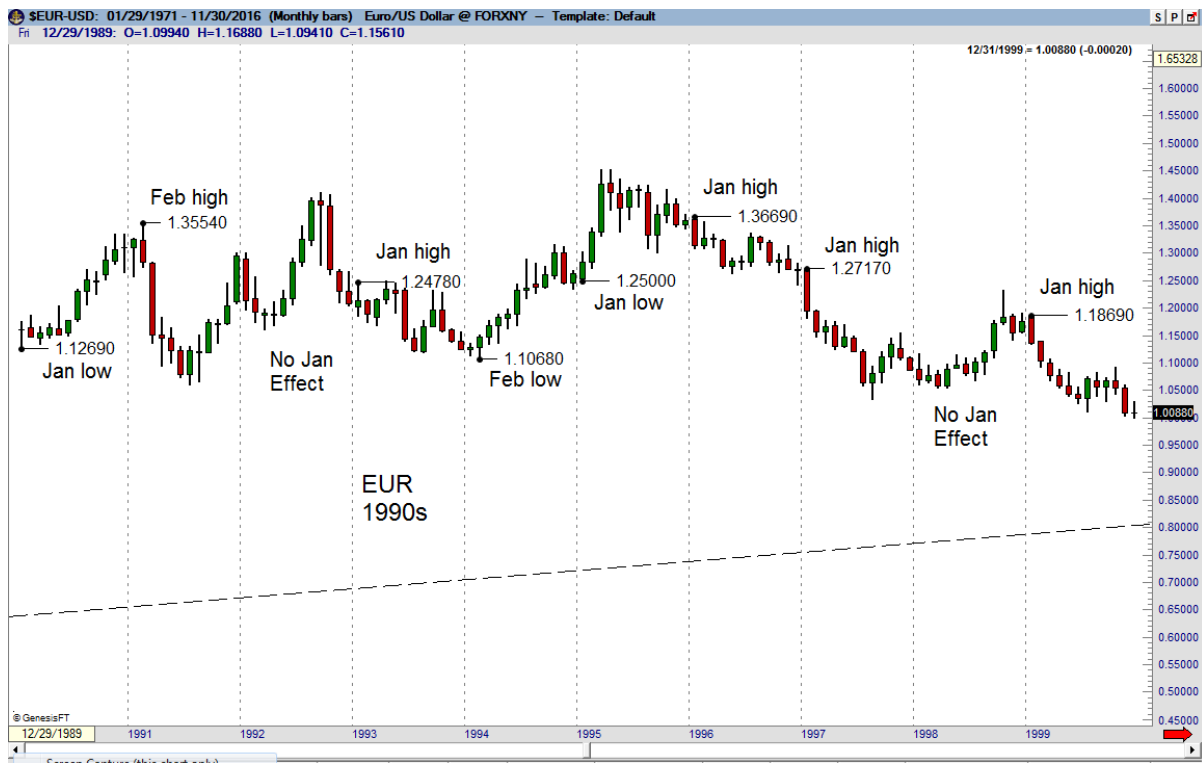 $EUR-USD: 01/29/1971 - 11/30/2016 (Monthly bars) Euro/US Dollar @ FORXNY -- Template: Default
S P
Fri 12/29/1989: O=1.09940 H=1.16880 L=1.09410 C=1.15610
12/31/1999 = 1.00880 (-0.00020)
1.65328
1.60000
1.55000
1.50000
1.45000
1.40000
1.35000
1.30000
1.25000
1.20000
1.15000
1.10000
1.05000
1.00880
1.00000
0.95000
0.90000
0.85000
0.80000
0.75000
0.70000
0.65000
0.60000
0.55000
0.50000
0.45000
Feb high
1.35540
Jan high
1.36690
Jan high
1.24780
Jan high
1.27170
1.25000
Jan low
Jan high
1.18690
1.12690
Jan low
No Jan
Effect
1.10680
Feb low
No Jan
Effect
EUR
1990s
© GenesisFT
12/29/1989 1991 1992 1993 1994 1995 1996 1997 1998 1999